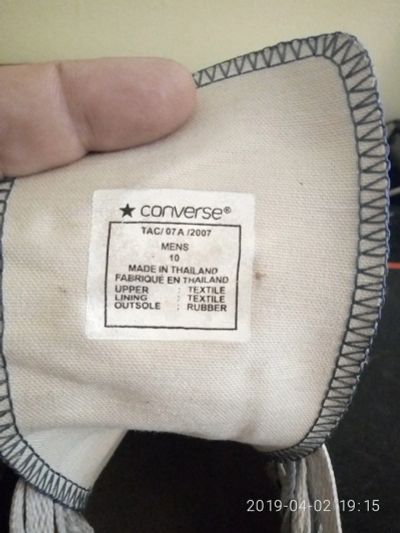 ★ converse®
TAC/ 07A /2007
MENS
10
MADE IN THAILAND
FABRIQUÉ EN THAILAND
UPPER : TEXTILE
LINING : TEXTILE
OUTSOLE : RUBBER
2019-04-02 19:15